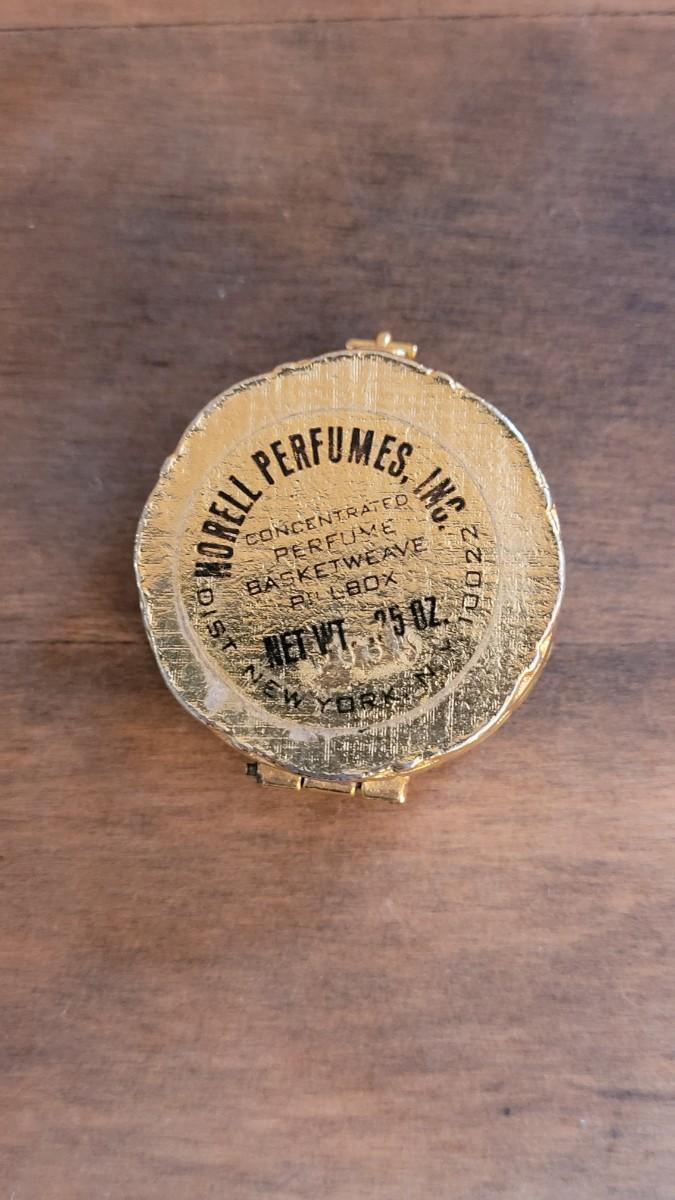 NORELL PERFUMES, INC.
CONCENTRATED
PERFUME
BASKETWEAVE
PILLBOX
NET WT. .25 OZ.
DIST NEW YORK, N.Y. 10022